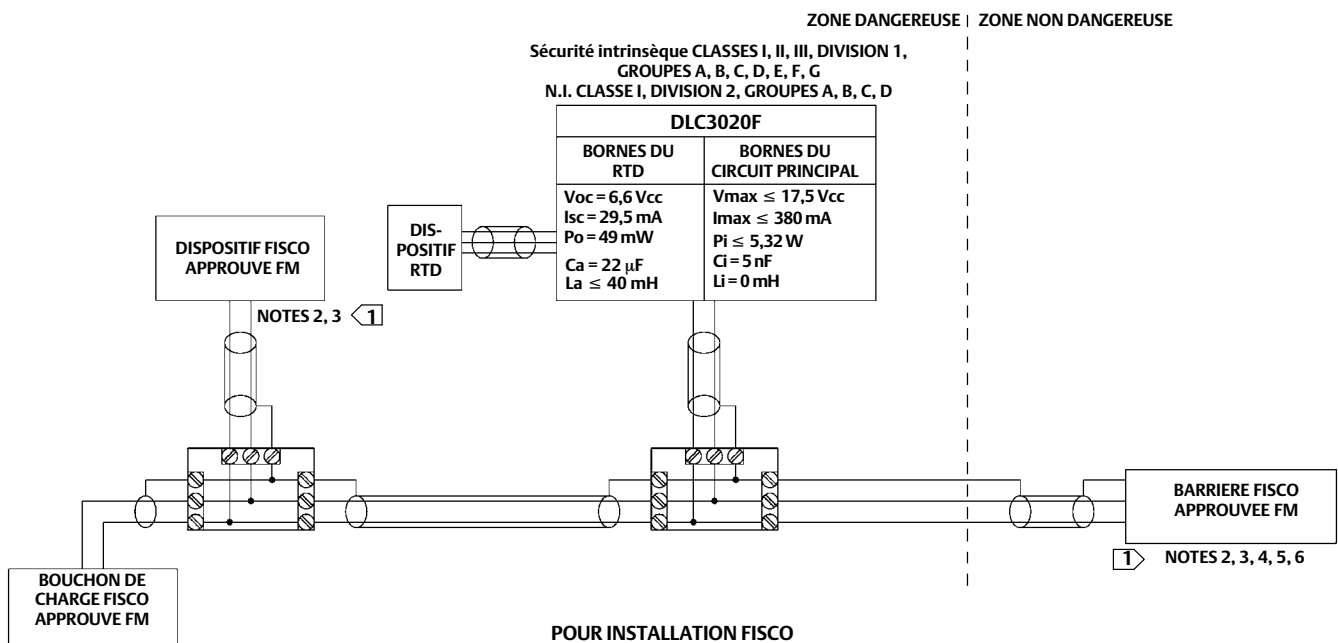 ZONE DANGEREUSE
ZONE NON DANGEREUSE
Sécurité intrinsèque CLASSES I, II, III, DIVISION 1,
GROUPES A, B, C, D, E, F, G
N.I. CLASSE I, DIVISION 2, GROUPES A, B, C, D
DLC3020F
BORNES DU
RTD
Voc = 6,6 Vcc
Isc = 29,5 mA
Po = 49 mW
Ca = 22 μF
La ≤ 40 mH
BORNES DU
CIRCUIT PRINCIPAL
Vmax ≤ 17,5 Vcc
Imax ≤ 380 mA
Pi ≤ 5,32 W
Ci = 5 nF
Li = 0 mH
DIS-
POSITIF
RTD
DISPOSITIF FISCO
APPROUVE FM
NOTES 2, 3 1
BARRIERE FISCO
APPROUVEE FM
1 NOTES 2, 3, 4, 5, 6
BOUCHON DE
CHARGE FISCO
APPROUVE FM
POUR INSTALLATION FISCO